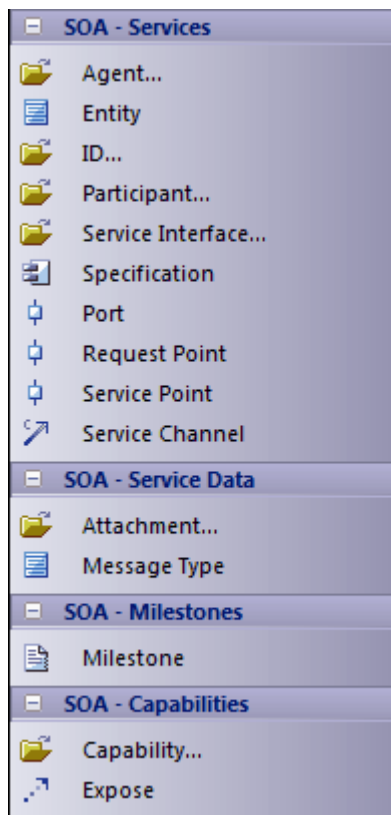 SOA - Services
Agent...
Entity
ID...
Participant...
Service Interface...
Specification
Port
Request Point
Service Point
Service Channel
SOA - Service Data
Attachment...
Message Type
SOA - Milestones
Milestone
SOA - Capabilities
Capability...
Expose